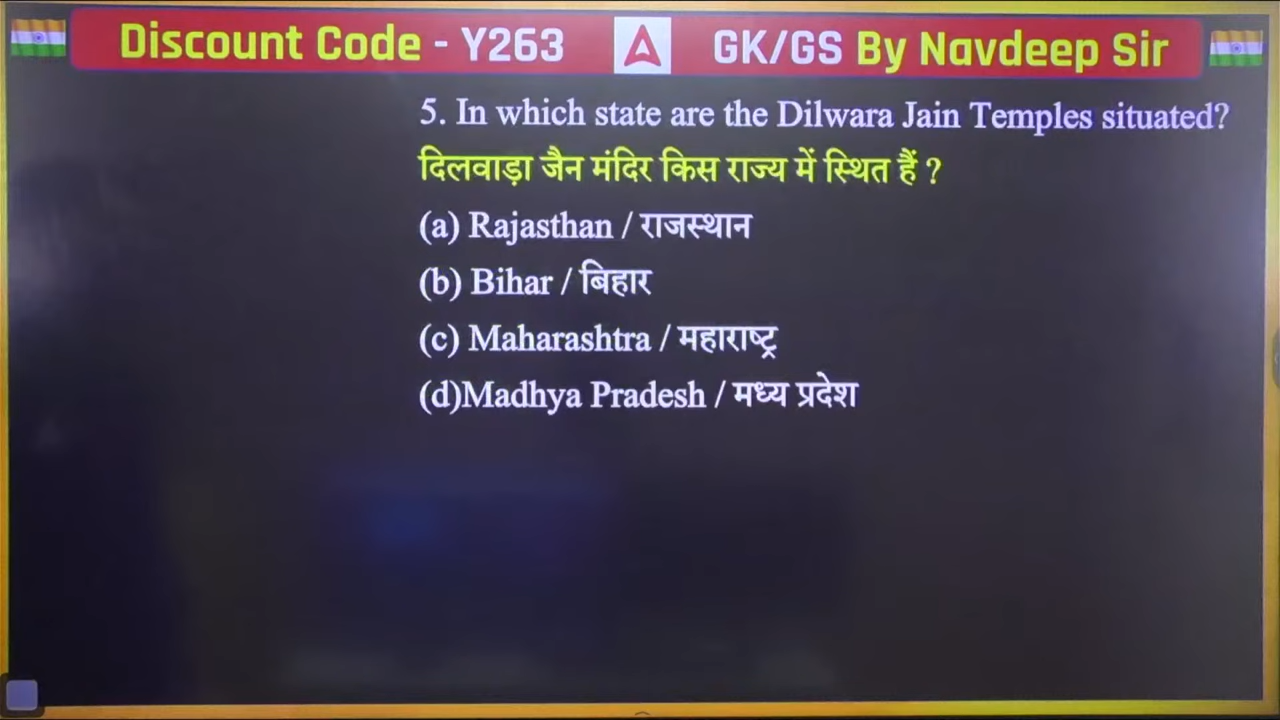 Discount Code - Y263 GK/GS By Navdeep Sir
5. In which state are the Dilwara Jain Temples situated?
दिलवाड़ा जैन मंदिर किस राज्य में स्थित हैं ?
(a) Rajasthan / राजस्थान
(b) Bihar / बिहार
(c) Maharashtra / महाराष्ट्र
(d)Madhya Pradesh / मध्य प्रदेश